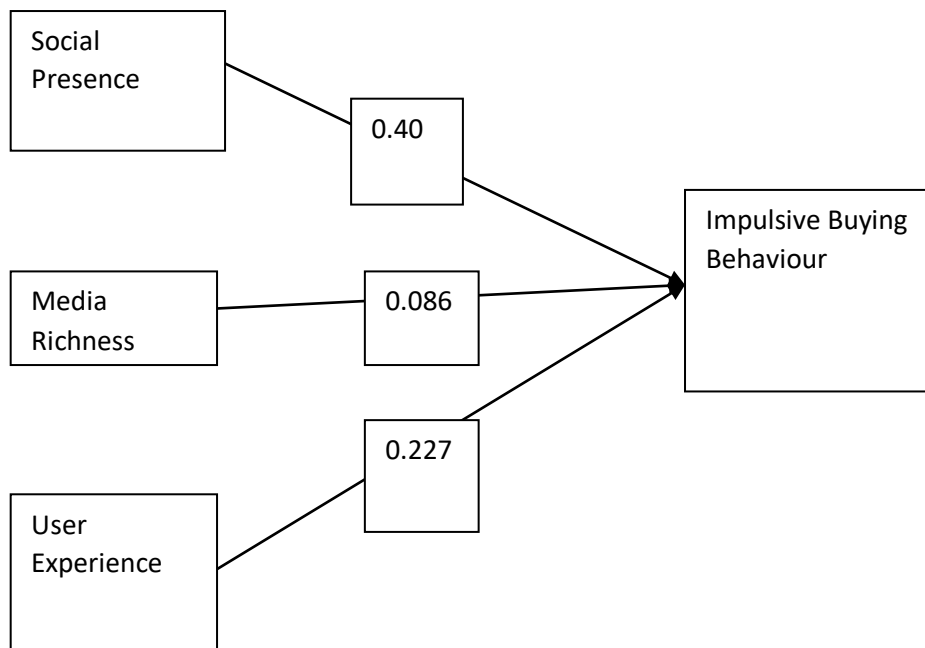 Social
Presence
0.40
Impulsive Buying
Behaviour
Media
Richness
0.086
0.227
User
Experience